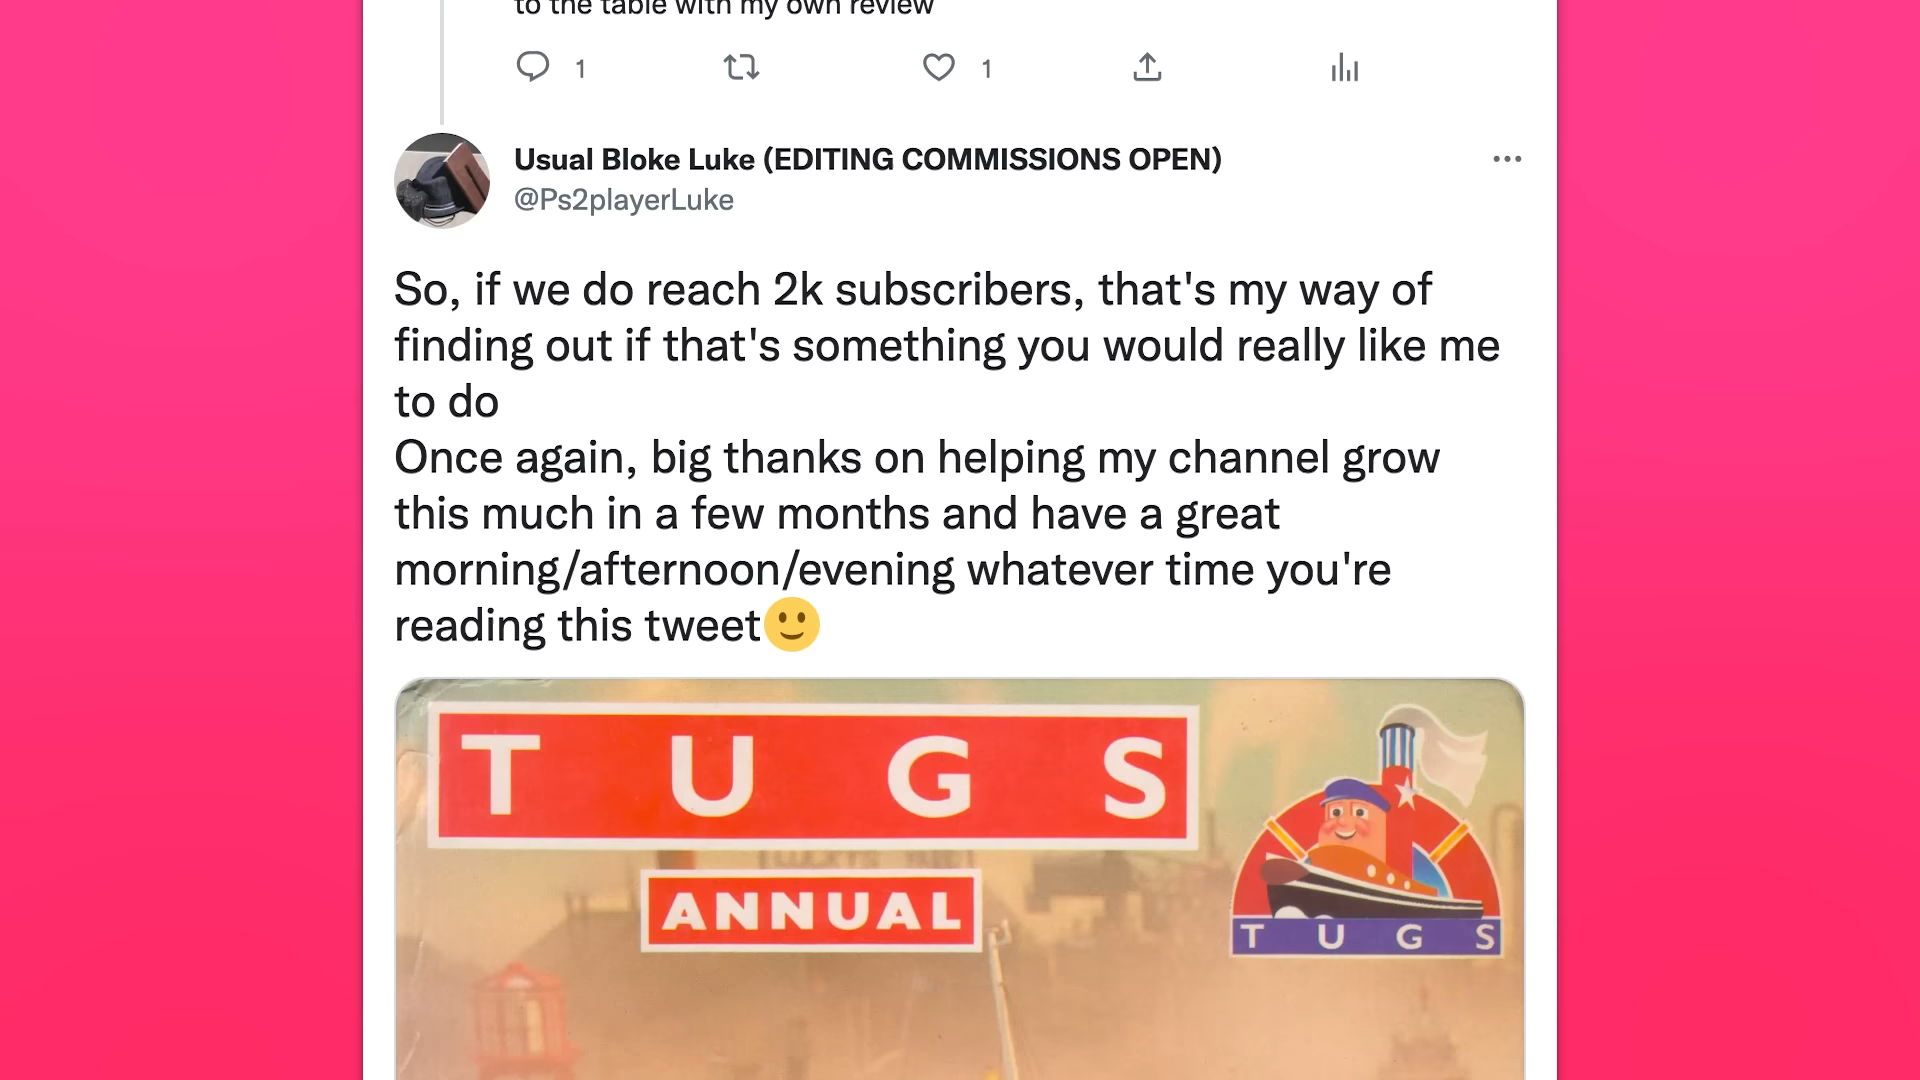 to the table with my own review
1
1
Usual Bloke Luke (EDITING COMMISSIONS OPEN)
@Ps2playerLuke
So, if we do reach 2k subscribers, that's my way of
finding out if that's something you would really like me
to do
Once again, big thanks on helping my channel grow
this much in a few months and have a great
morning/afternoon/evening whatever time you're
reading this tweet🙂
TUGS
ANNUAL
TUGS